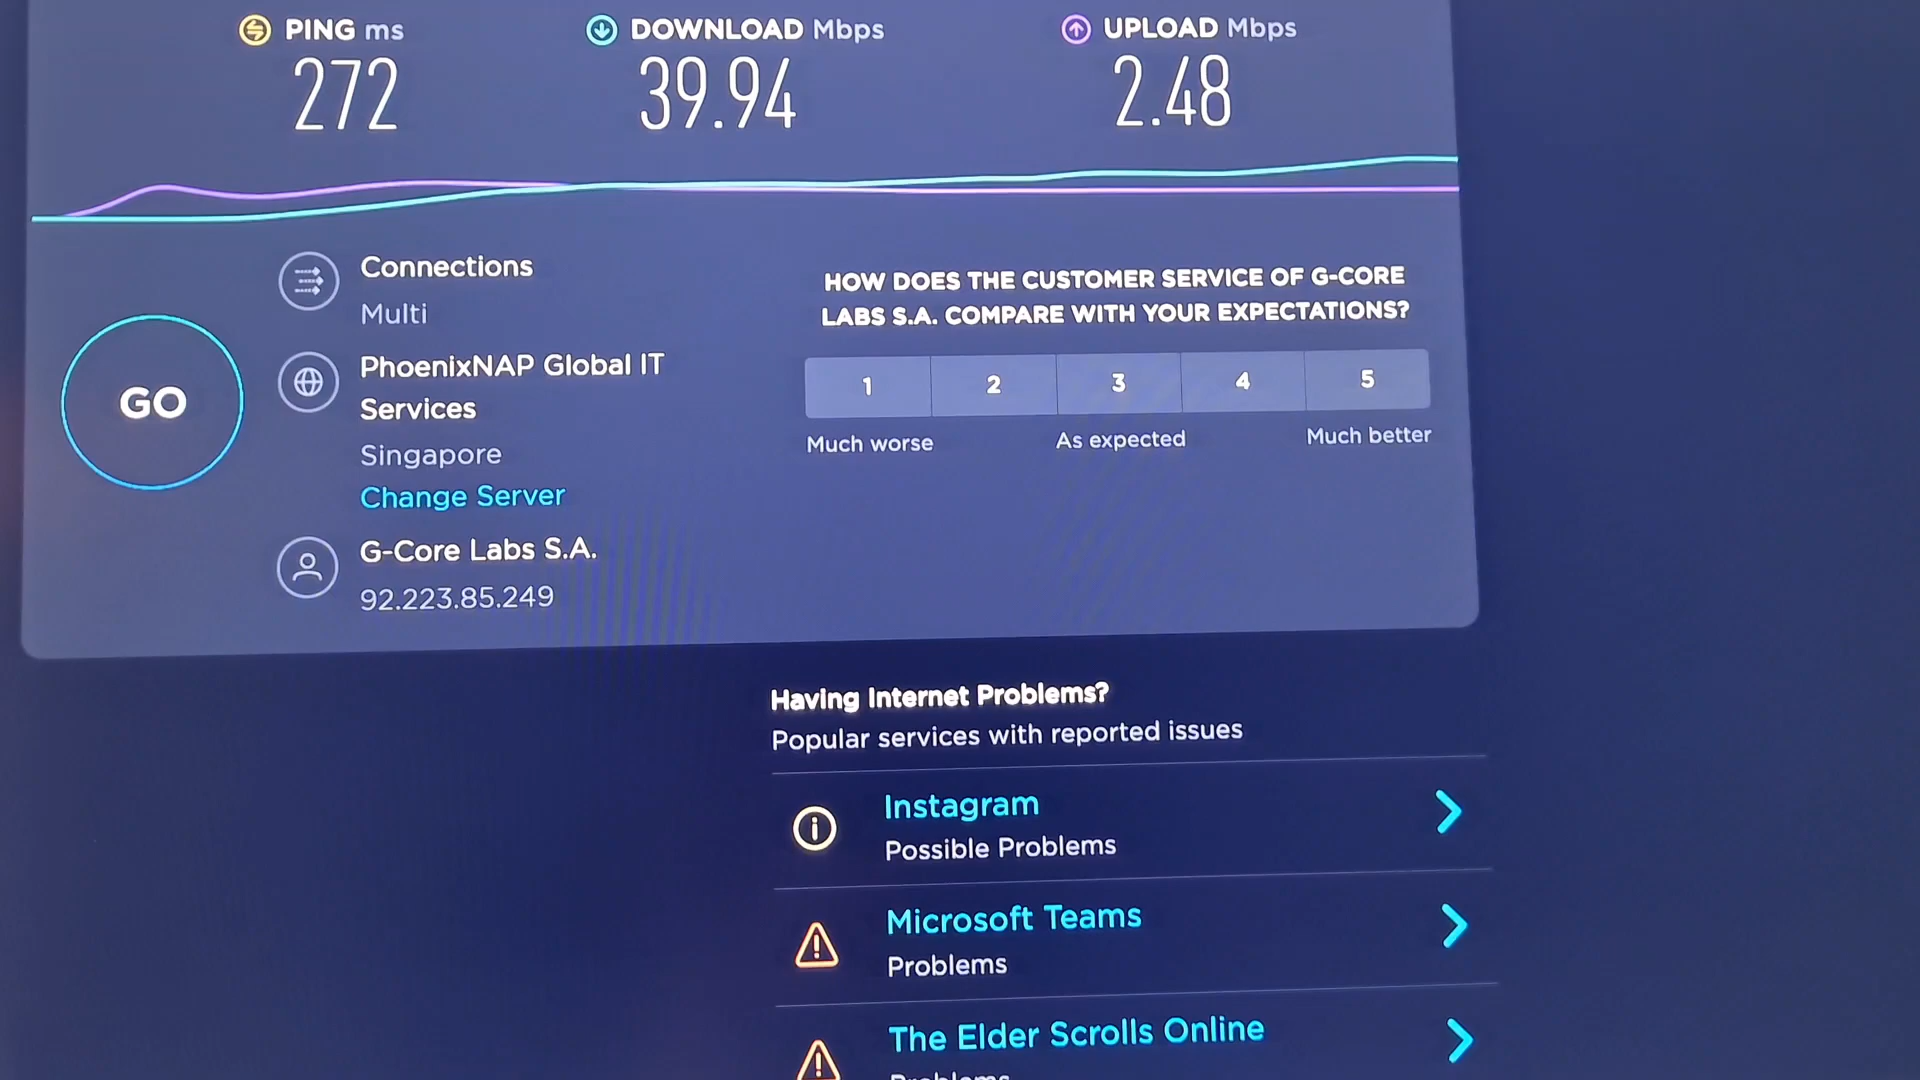 PING ms
272
DOWNLOAD Mbps
39.94
UPLOAD Mbps
2.48
GO
Connections
Multi
PhoenixNAP Global IT
Services
Singapore
Change Server
G-Core Labs S.A.
92.223.85.249
HOW DOES THE CUSTOMER SERVICE OF G-CORE
LABS S.A. COMPARE WITH YOUR EXPECTATIONS?
1 2 3 4 5
Much worse As expected Much better
Having Internet Problems?
Popular services with reported issues
Instagram
Possible Problems
Microsoft Teams
Problems
The Elder Scrolls Online
Problems